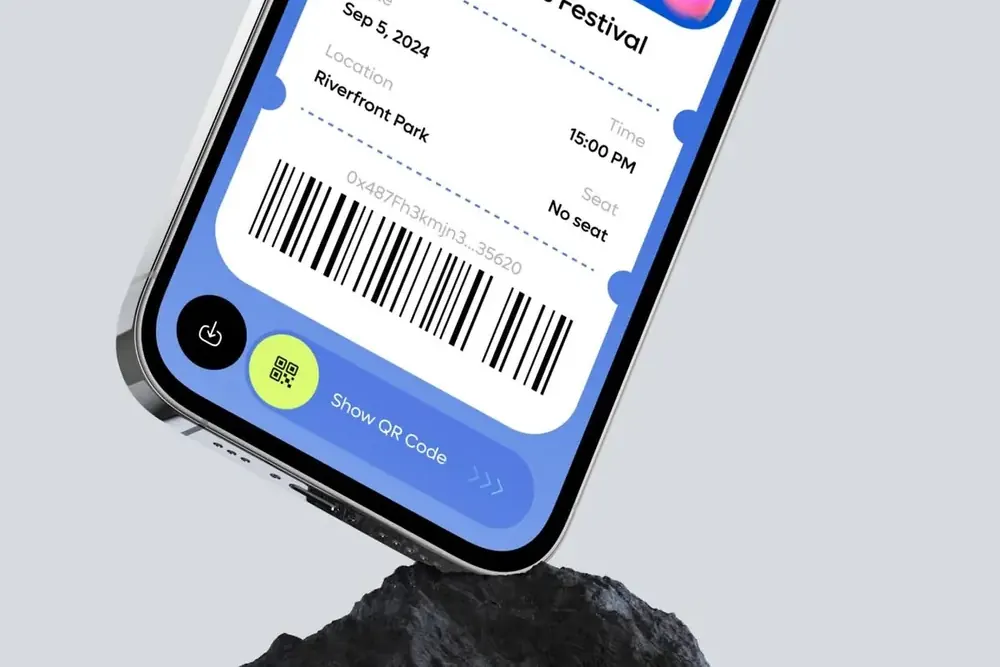 Festival
Sep 5, 2024
Location
Riverfront Park
Time
15:00 PM
Seat
No seat
0x487Fh3kmjn3...35620
Show QR Code